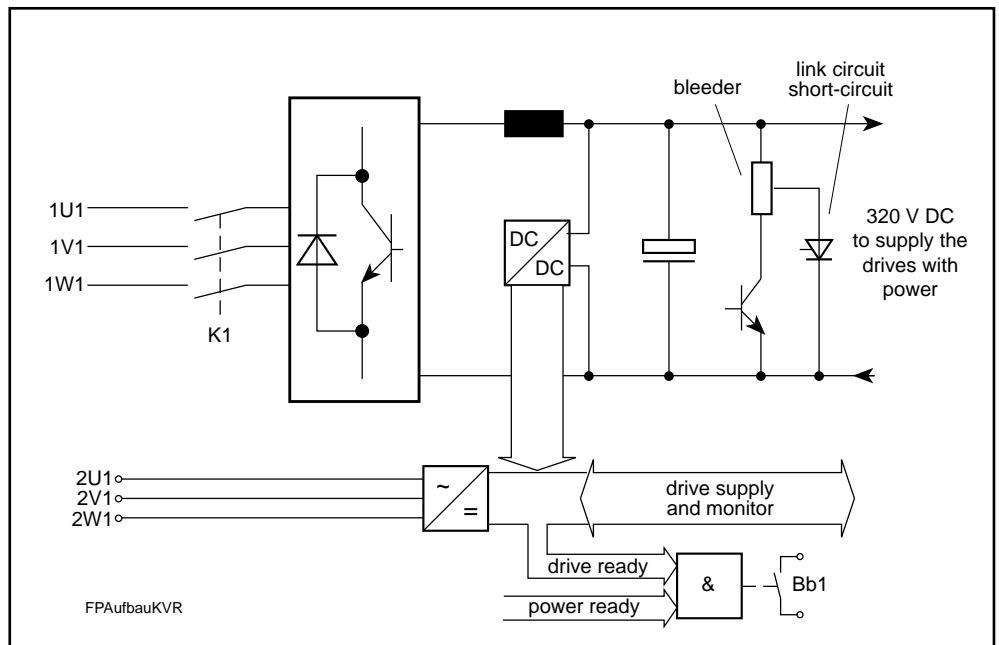 link circuit
short-circuit
bleeder
1U1
1V1
1W1
K1
DC
DC
320 V DC
to supply the
drives with
power
2U1
2V1
2W1
~
=
drive supply
and monitor
drive ready
power ready
&
Bb1
FPAufbauKVR